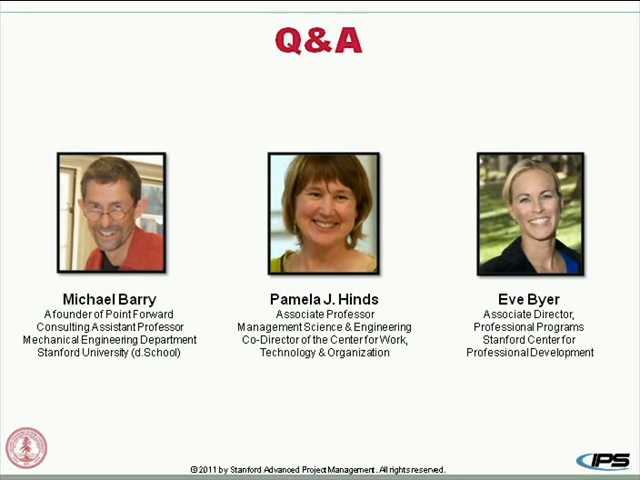 Q&A
Michael Barry
A founder of Point Forward
Consulting Assistant Professor
Mechanical Engineering Department
Stanford University (d.School)
Pamela J. Hinds
Associate Professor
Management Science & Engineering
Co-Director of the Center for Work,
Technology & Organization
Eve Byer
Associate Director,
Professional Programs
Stanford Center for
Professional Development
© 2011 by Stanford Advanced Project Management. All rights reserved.
IPS